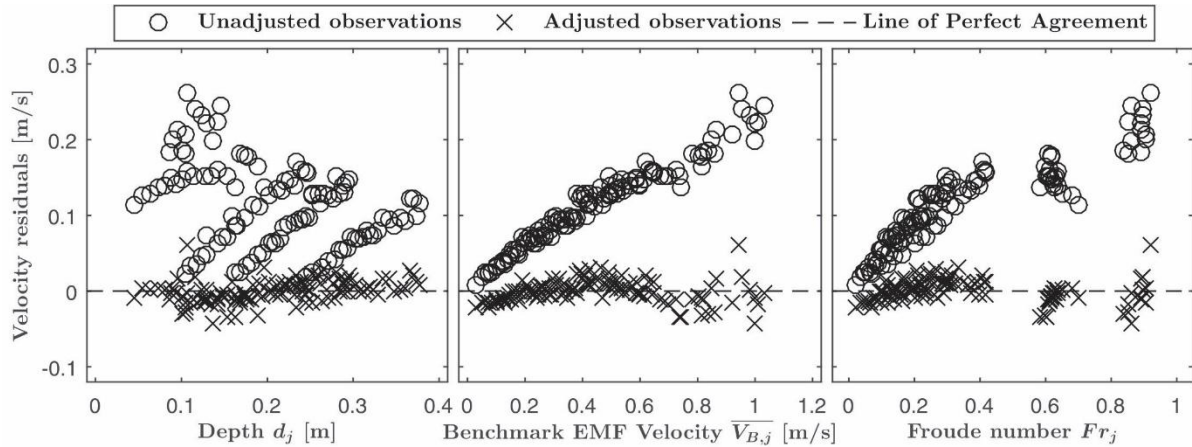 Unadjusted observations Adjusted observations Line of Perfect Agreement
Velocity residuals [m/s]
0.3
0.2
0.1
0
-0.1
0 0.1 0.2 0.3 0.4
Depth d_j [m]
0 0.2 0.4 0.6 0.8 1 1.2
Benchmark EMF Velocity \overline{V_{B,j}} [m/s]
0 0.2 0.4 0.6 0.8 1
Froude number Fr_j